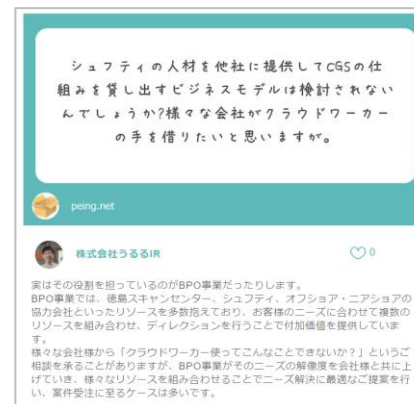 シュフティの人材を他社に提供してCGSの仕
組みを貸し出すビジネスモデルは検討されない
んでしょうか?様々な会社がクラウドワーカー
の手を借りたいと思いますが。
peing.net
株式会社うるるIR
0
実はその役割を担っているのがBPO事業だったりします。
BPO事業では、徳島スキャンセンター、シュフティ、オフショア・ニアショアの
協力会社といったリソースを多数抱えており、お客様のニーズに合わせて複数の
リソースを組み合わせ、ディレクションを行うことで付加価値を提供していま
す。
様々な会社様から「クラウドワーカー使ってこんなことできないか？」というご
相談を承ることがありますが、BPO事業がそのニーズの解像度を会社様と共に上
げていき、様々なリソースを組み合わせることでニーズ解決に最適なご提案を行
い、案件受注に至るケースは多いです。